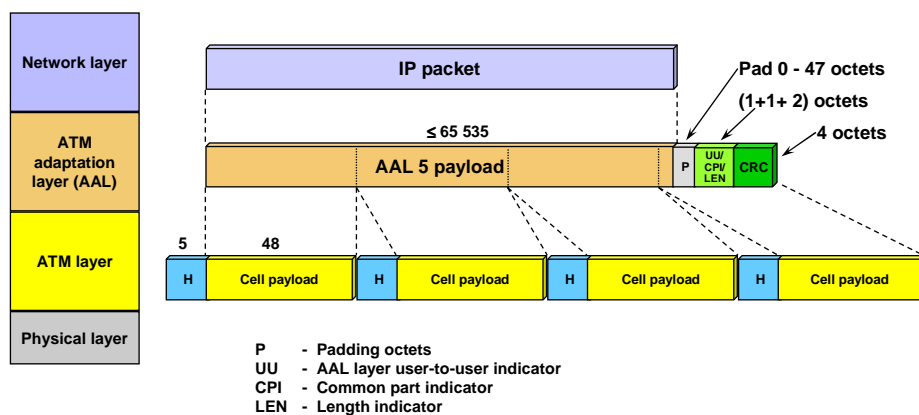 Network layer
IP packet
Pad 0 - 47 octets
(1+1+ 2) octets
4 octets
≤ 65 535
ATM
adaptation
layer (AAL)
AAL 5 payload
P
UU/
CPI/
LEN
CRC
5
48
ATM layer
H
Cell payload
H
Cell payload
H
Cell payload
H
Cell payload
Physical layer
P - Padding octets
UU - AAL layer user-to-user indicator
CPI - Common part indicator
LEN - Length indicator